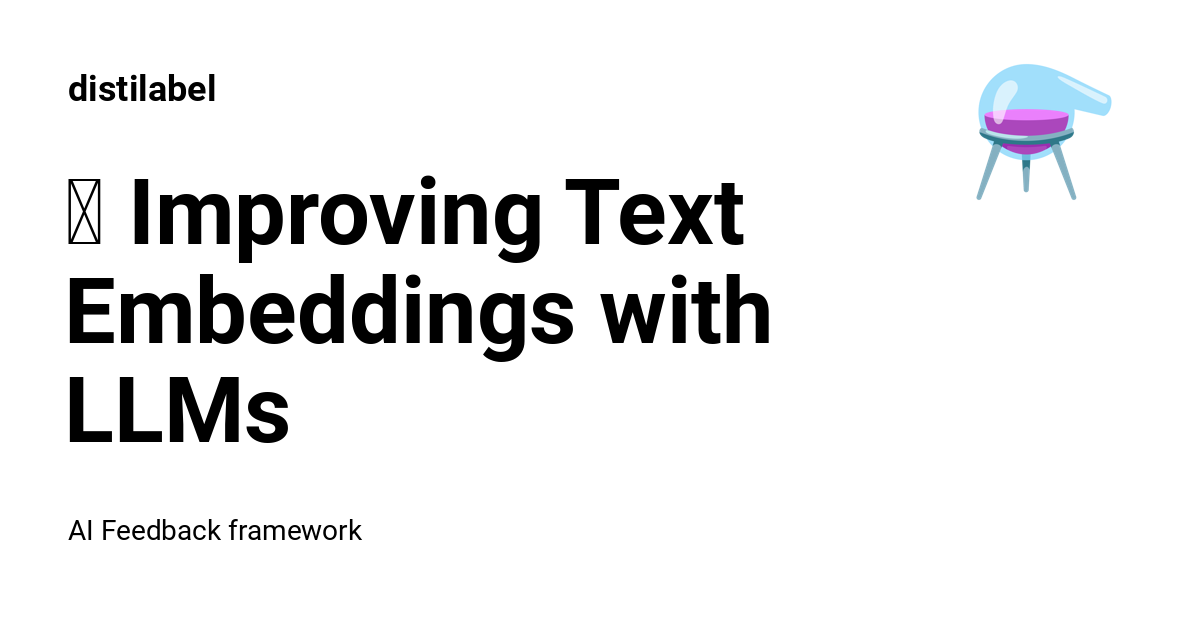 distilabel
Improving Text
Embeddings with
LLMs
AI Feedback framework